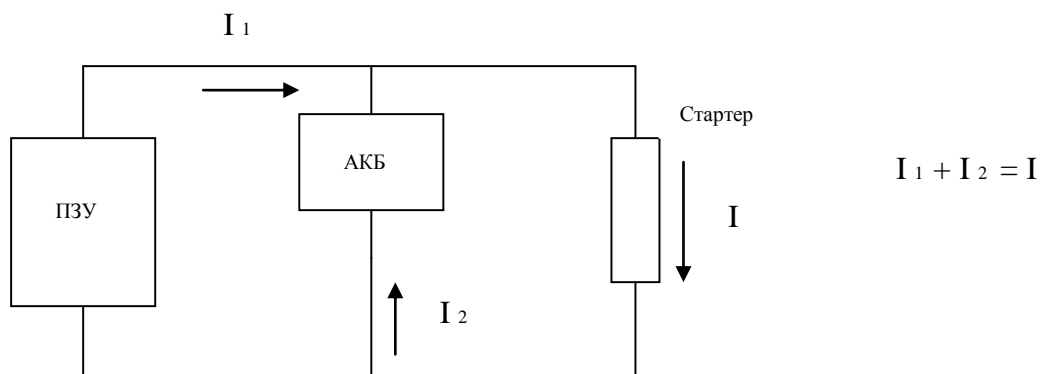 I 1
Стартер
АКБ
I 1 + I 2 = I
ПЗУ
I
I 2